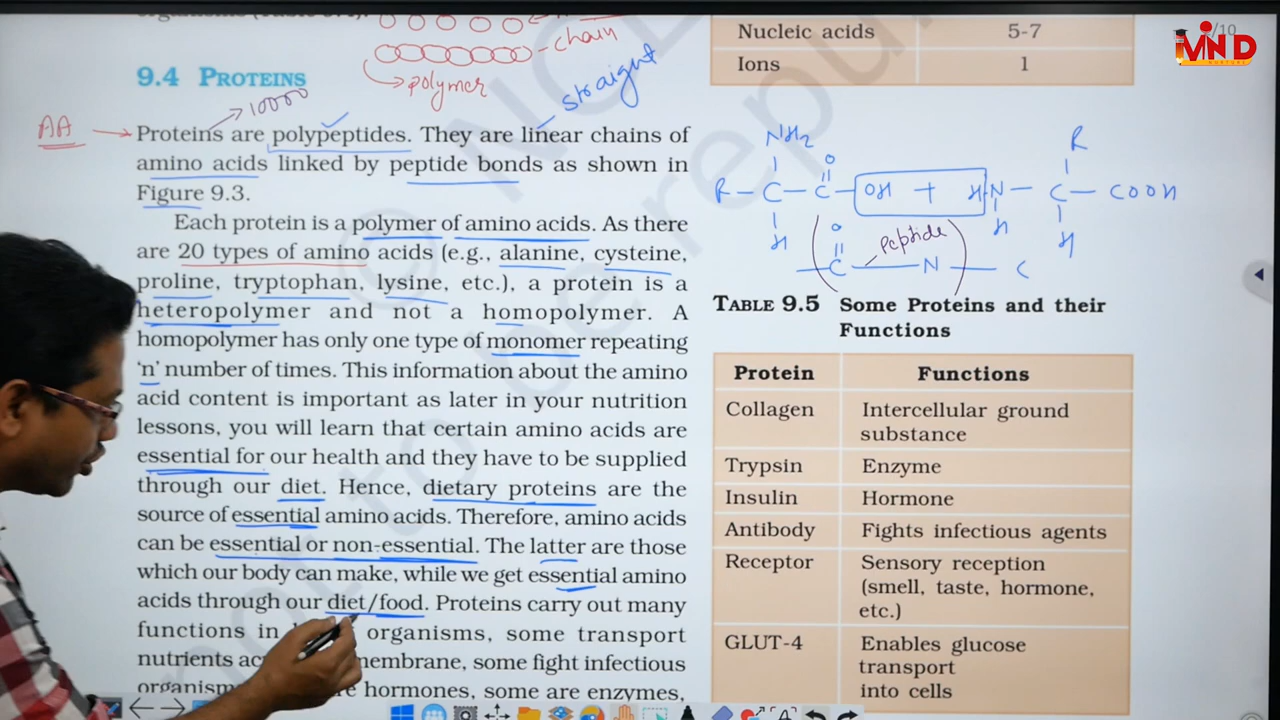 Nucleic acids 5-7
Ions 1
/10
MIND
chain
polymer
straight
10000
AA
9.4 PROTEINS
Proteins are polypeptides. They are linear chains of
amino acids linked by peptide bonds as shown in
Figure 9.3.
Each protein is a polymer of amino acids. As there
are 20 types of amino acids (e.g., alanine, cysteine,
proline, tryptophan, lysine, etc.), a protein is a
heteropolymer and not a homopolymer. A
homopolymer has only one type of monomer repeating
'n' number of times. This information about the amino
acid content is important as later in your nutrition
lessons, you will learn that certain amino acids are
essential for our health and they have to be supplied
through our diet. Hence, dietary proteins are the
source of essential amino acids. Therefore, amino acids
can be essential or non-essential. The latter are those
which our body can make, while we get essential amino
acids through our diet/food. Proteins carry out many
functions in organisms, some transport
nutrients membrane, some fight infectious
hormones, some are enzymes,
NH2 R
O
R – C – C – OH + H N – C – COOH
H H H
O
C – N – C
Peptide
TABLE 9.5 Some Proteins and their
Functions
Protein Functions
Collagen Intercellular ground
substance
Trypsin Enzyme
Insulin Hormone
Antibody Fights infectious agents
Receptor Sensory reception
(smell, taste, hormone,
etc.)
GLUT-4 Enables glucose
transport
into cells